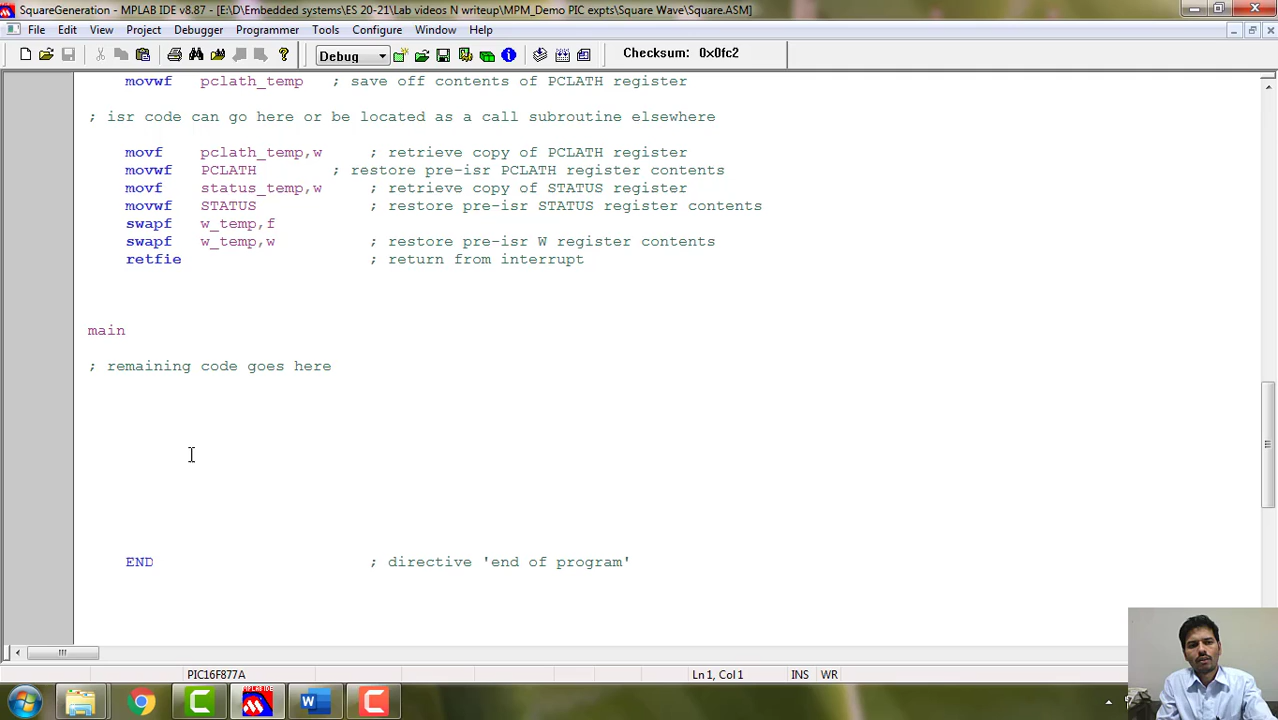 SquareGeneration - MPLAB IDE v8.87 - [E:\D\Embedded systems\ES 20-21\Lab videos N writeup\MPM_Demo PIC expts\Square Wave\Square.ASM]
File Edit View Project Debugger Programmer Tools Configure Window Help
Debug Checksum: 0x0fc2
movwf pclath_temp ; save off contents of PCLATH register
; isr code can go here or be located as a call subroutine elsewhere
movf pclath_temp,w ; retrieve copy of PCLATH register
movwf PCLATH ; restore pre-isr PCLATH register contents
movf status_temp,w ; retrieve copy of STATUS register
movwf STATUS ; restore pre-isr STATUS register contents
swapf w_temp,f
swapf w_temp,w ; restore pre-isr W register contents
retfie ; return from interrupt
main
; remaining code goes here
END ; directive 'end of program'
PIC16F877A Ln 1, Col 1 INS WR
MPLAB IDE